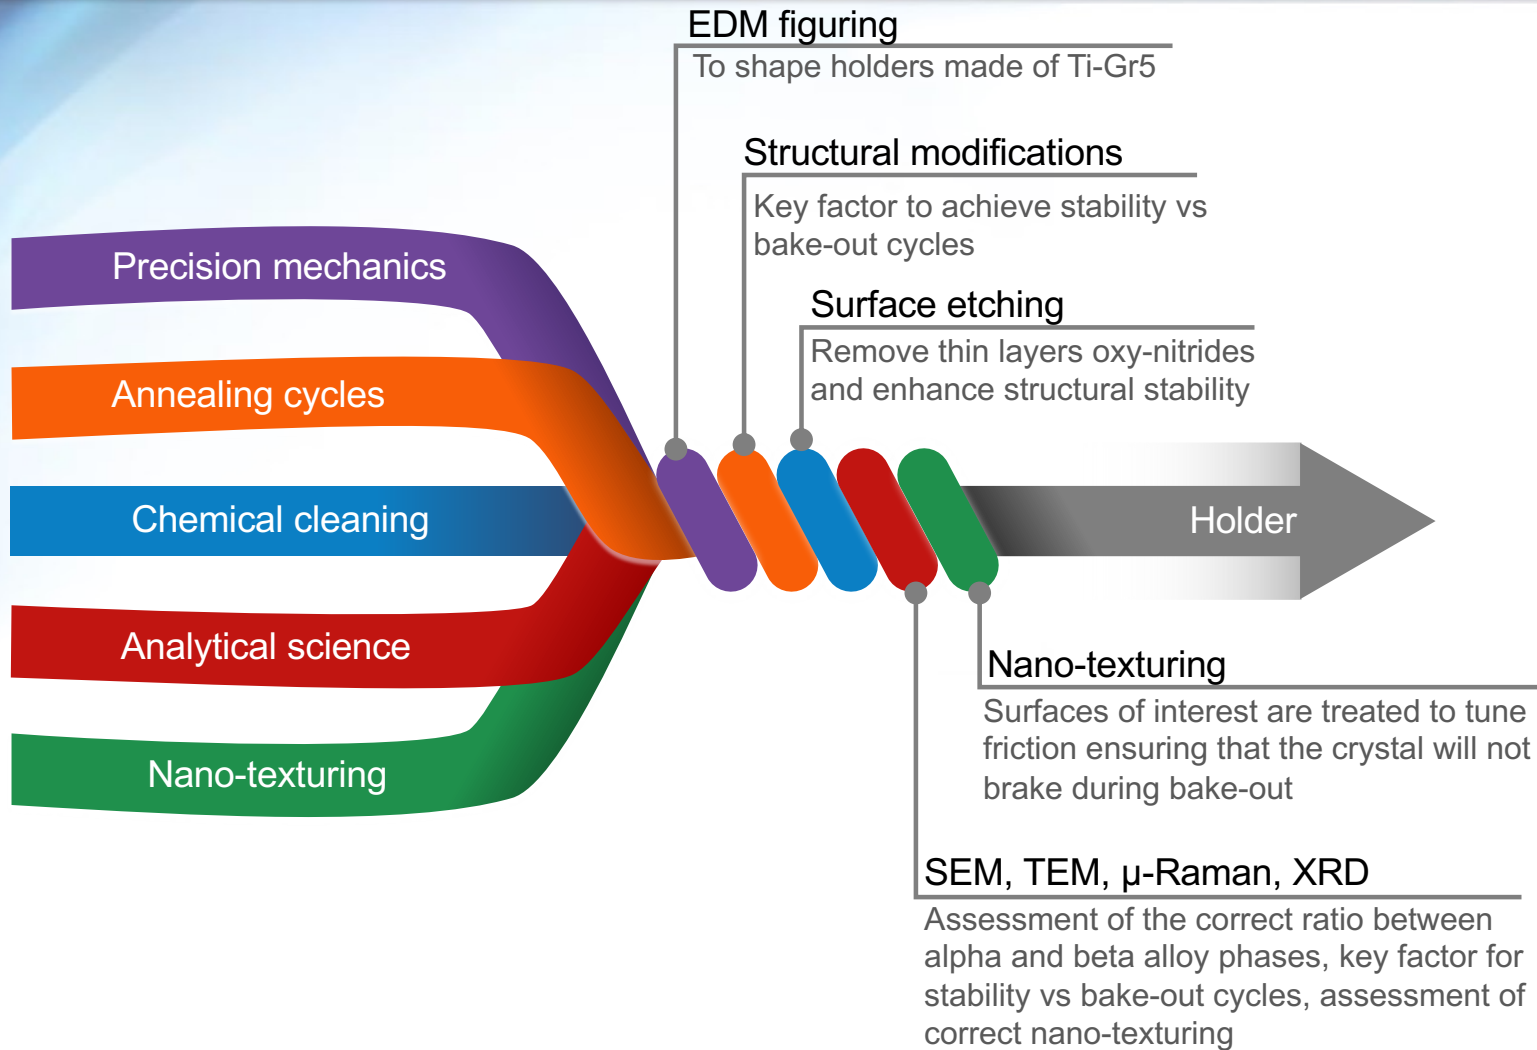 EDM figuring
To shape holders made of Ti-Gr5
Structural modifications
Key factor to achieve stability vs
bake-out cycles
Surface etching
Remove thin layers oxy-nitrides
and enhance structural stability
Precision mechanics
Annealing cycles
Chemical cleaning
Analytical science
Nano-texturing
Holder
Nano-texturing
Surfaces of interest are treated to tune
friction ensuring that the crystal will not
brake during bake-out
SEM, TEM, μ-Raman, XRD
Assessment of the correct ratio between
alpha and beta alloy phases, key factor for
stability vs bake-out cycles, assessment of
correct nano-texturing